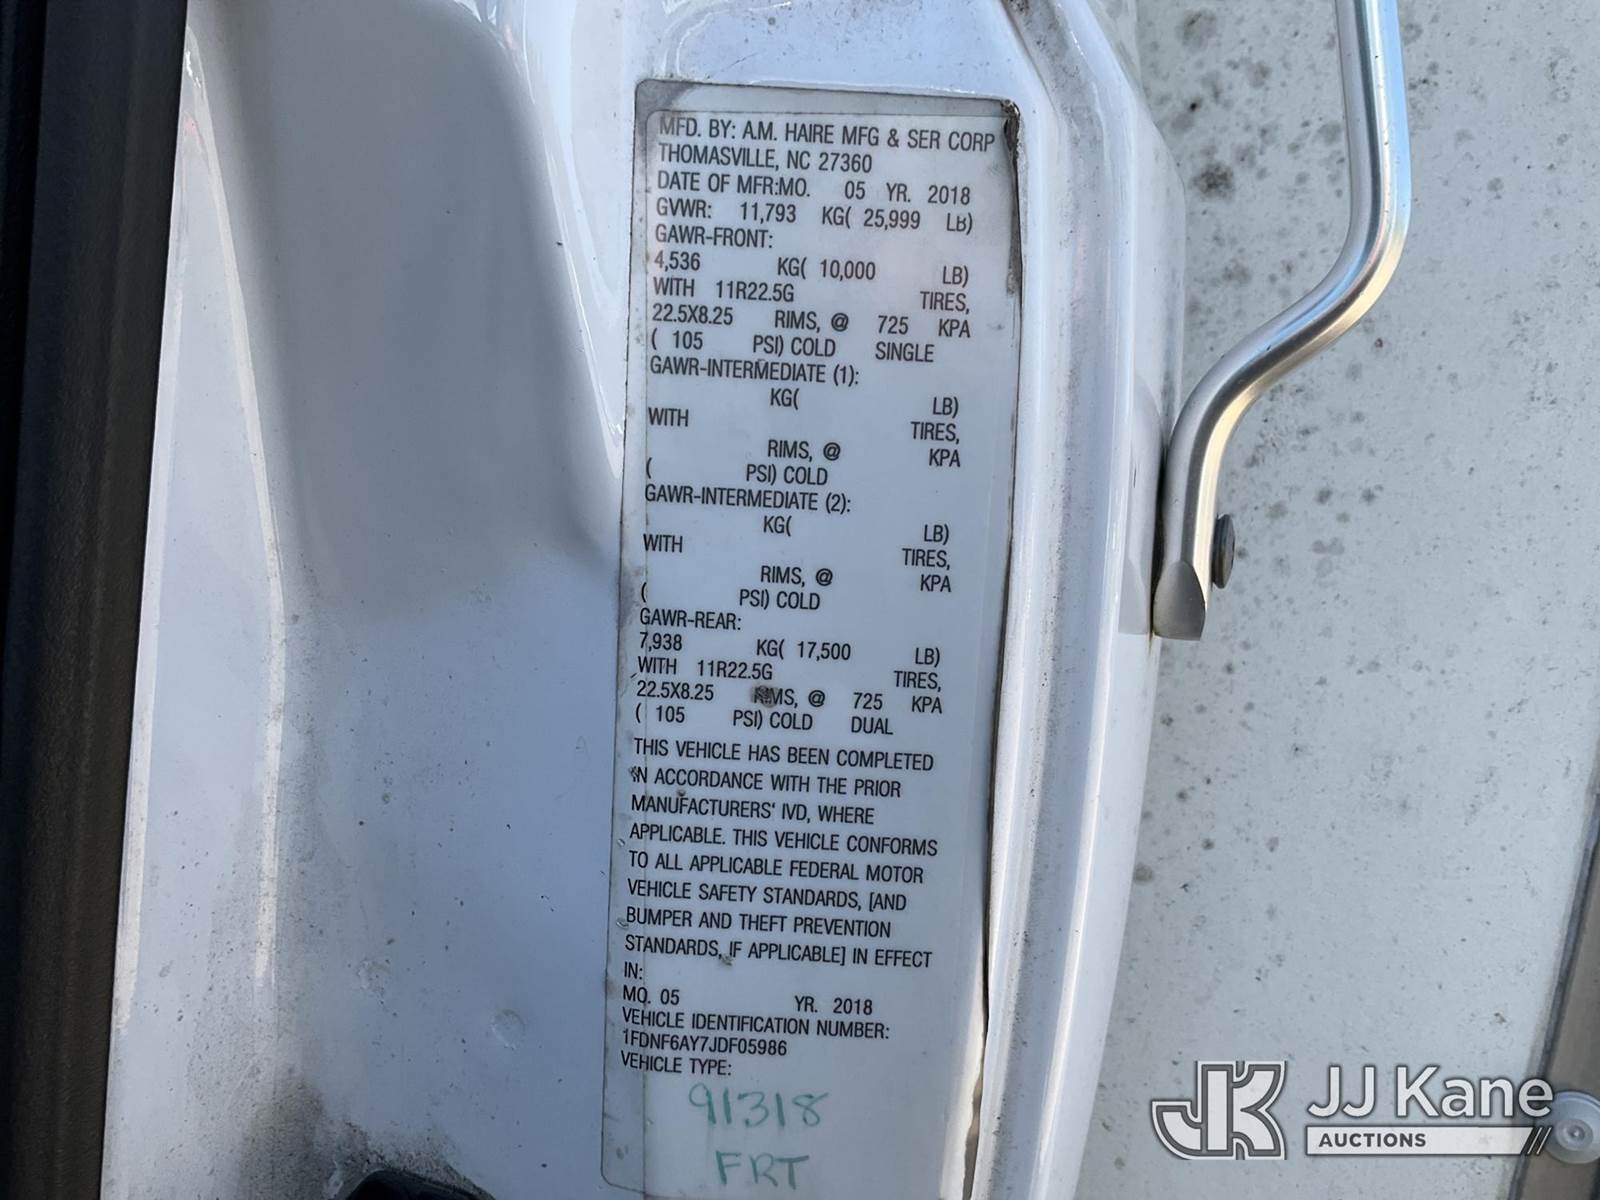 MFD. BY: A.M. HAIRE MFG & SER CORP
THOMASVILLE, NC 27360
DATE OF MFR:MO. 05 YR. 2018
GVWR: 11,793 KG( 25,999 LB)
GAWR-FRONT:
4,536 KG( 10,000 LB)
WITH 11R22.5G TIRES,
22.5X8.25 RIMS, @ 725 KPA
( 105 PSI) COLD SINGLE
GAWR-INTERMEDIATE (1):
KG( LB)
WITH TIRES,
RIMS, @ KPA
( PSI) COLD
GAWR-INTERMEDIATE (2):
KG( LB)
WITH TIRES,
RIMS, @ KPA
( PSI) COLD
GAWR-REAR:
7,938 KG( 17,500 LB)
WITH 11R22.5G TIRES,
22.5X8.25 RIMS, @ 725 KPA
( 105 PSI) COLD DUAL
THIS VEHICLE HAS BEEN COMPLETED
IN ACCORDANCE WITH THE PRIOR
MANUFACTURERS' IVD, WHERE
APPLICABLE. THIS VEHICLE CONFORMS
TO ALL APPLICABLE FEDERAL MOTOR
VEHICLE SAFETY STANDARDS, [AND
BUMPER AND THEFT PREVENTION
STANDARDS, IF APPLICABLE] IN EFFECT
IN:
MO. 05 YR. 2018
VEHICLE IDENTIFICATION NUMBER:
1FDNF6AY7JDF05986
VEHICLE TYPE:
91318
FRT
JK JJ Kane
AUCTIONS